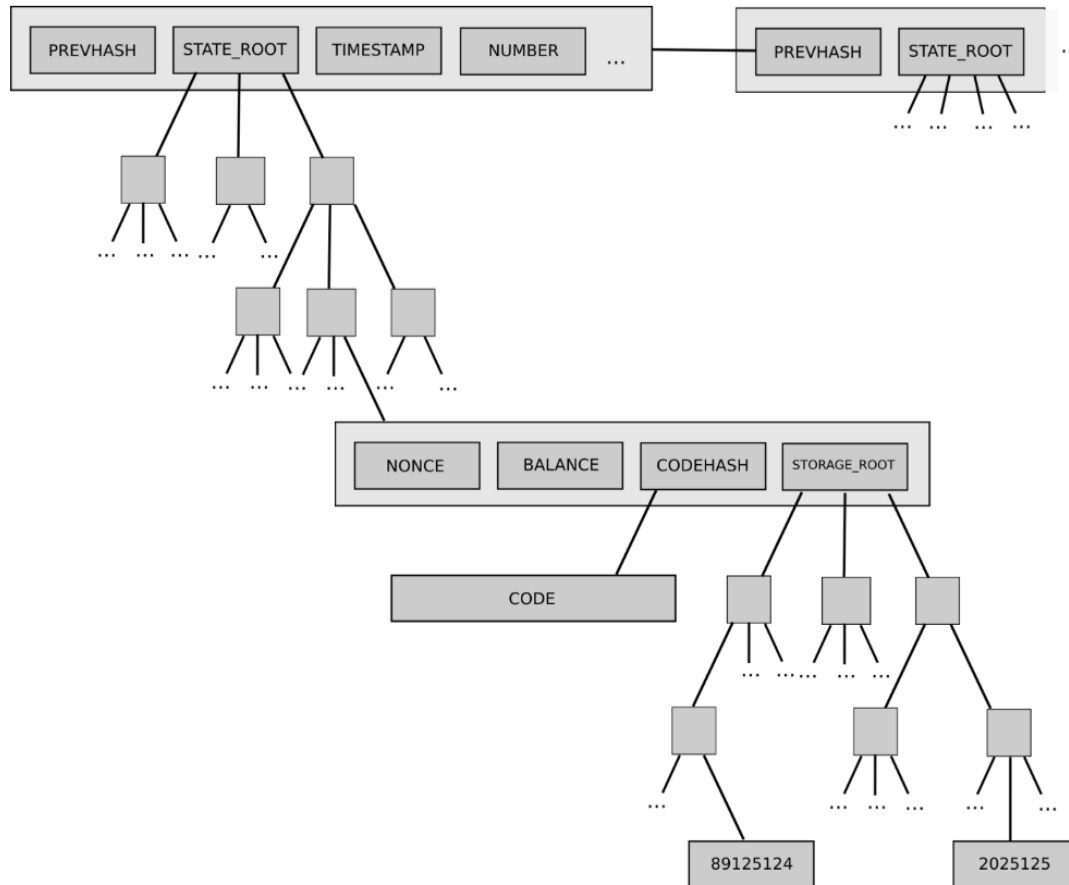 PREVHASH STATE_ROOT TIMESTAMP NUMBER ... PREVHASH STATE_ROOT ...
... ... ... ...
... ... ... ... ...
... ... ... ... ... ...
NONCE BALANCE CODEHASH STORAGE_ROOT
CODE
... ... ... ... ...
... ... ... ... ... ...
89125124 2025125